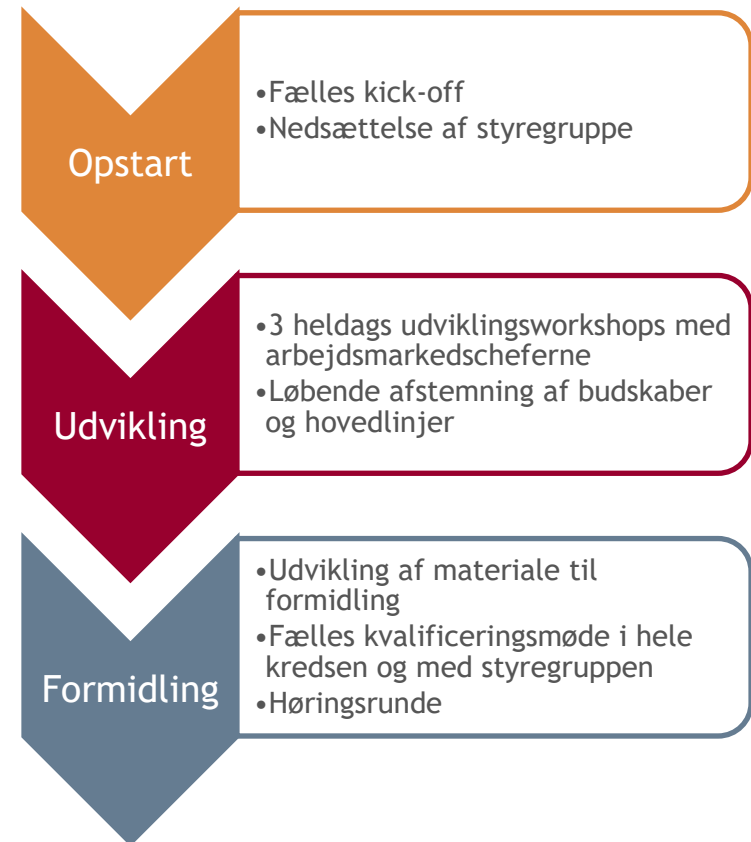 Opstart
•Fælles kick-off
•Nedsættelse af styregruppe
Udvikling
•3 heldags udviklingsworkshops med
arbejdsmarkedscheferne
•Løbende afstemning af budskaber
og hovedlinjer
Formidling
•Udvikling af materiale til
formidling
•Fælles kvalificeringsmøde i hele
kredsen og med styregruppen
•Høringsrunde